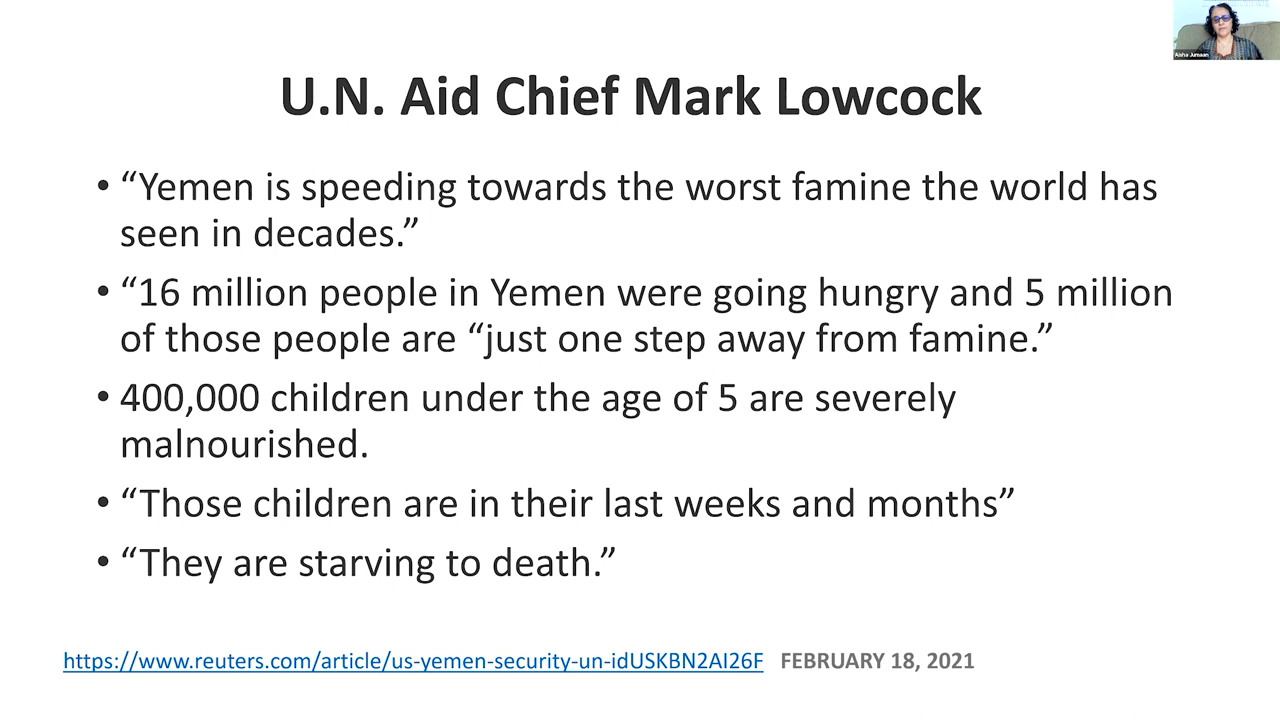 Aisha Jumaan
U.N. Aid Chief Mark Lowcock
• “Yemen is speeding towards the worst famine the world has
seen in decades.”
• “16 million people in Yemen were going hungry and 5 million
of those people are “just one step away from famine.”
• 400,000 children under the age of 5 are severely
malnourished.
• “Those children are in their last weeks and months”
• “They are starving to death.”
https://www.reuters.com/article/us-yemen-security-un-idUSKBN2AI26F FEBRUARY 18, 2021